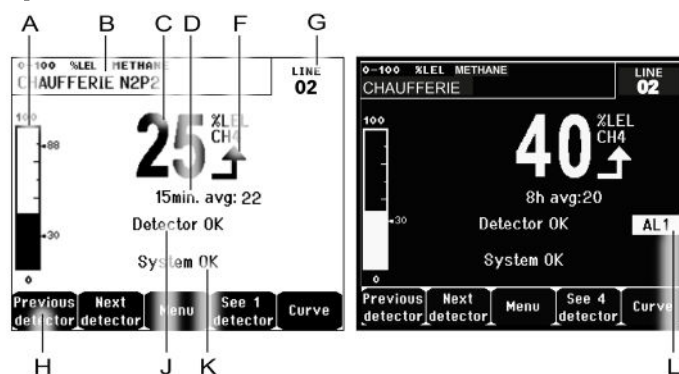 A B C D F G
0-100 %LEL METHANE
CHAUFFERIE N2P2
LINE
02
100
88
30
0
25
%LEL
CH4
15min. avg: 22
Detector OK
System OK
Previous detector
Next detector
Menu
See 1 detector
Curve
H J K
0-100 %LEL METHANE
CHAUFFERIE
LINE
02
100
30
0
40
%LEL
CH4
8h avg:20
Detector OK
AL1
System OK
Previous detector
Next detector
Menu
See 4 detector
Curve
L